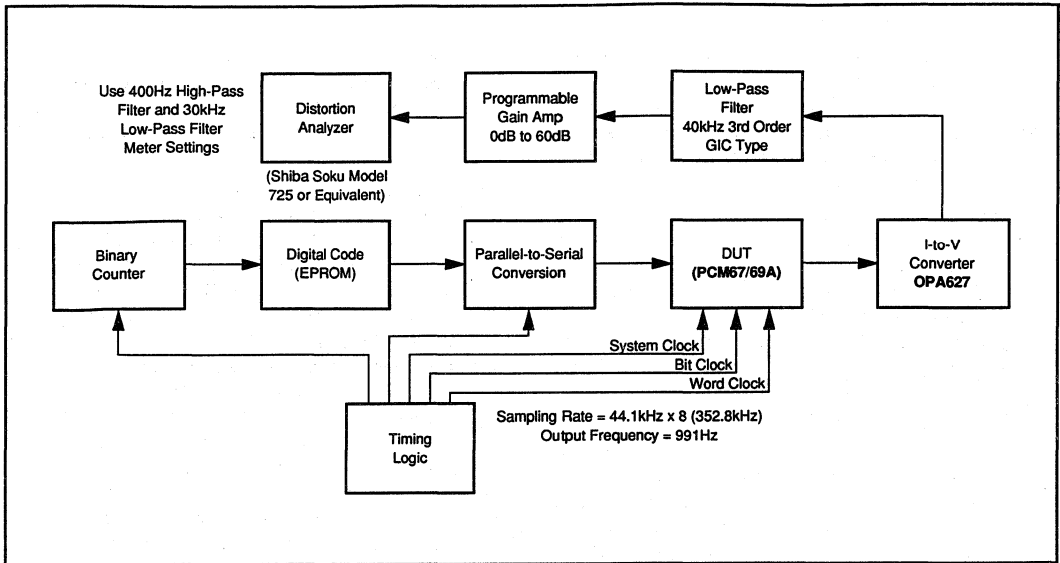 Use 400Hz High-Pass
Filter and 30kHz
Low-Pass Filter
Meter Settings
Distortion
Analyzer
(Shiba Soku Model
725 or Equivalent)
Programmable
Gain Amp
0dB to 60dB
Low-Pass
Filter
40kHz 3rd Order
GIC Type
Binary
Counter
Digital Code
(EPROM)
Parallel-to-Serial
Conversion
DUT
(PCM67/69A)
I-to-V
Converter
OPA627
System Clock
Bit Clock
Word Clock
Timing
Logic
Sampling Rate = 44.1kHz x 8 (352.8kHz)
Output Frequency = 991Hz